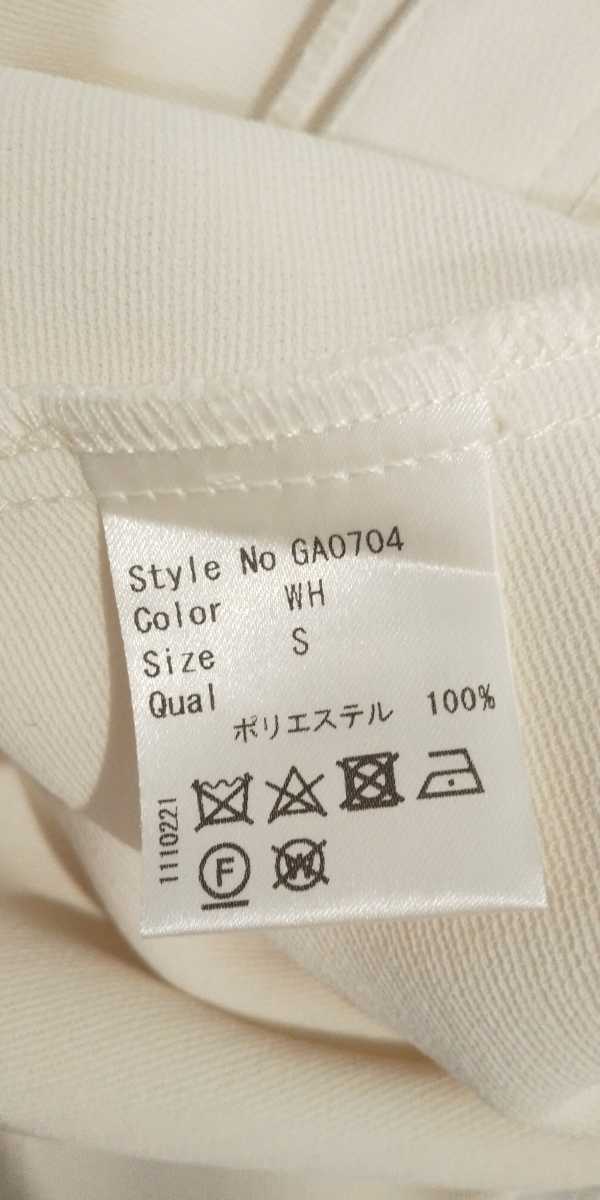 Style No GA0704
Color WH
Size S
Qual
ポリエステル 100%
1110221
F
W